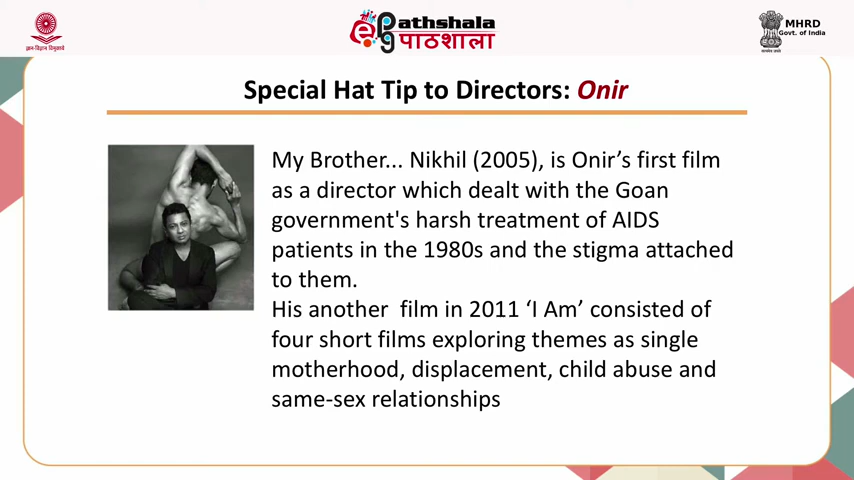 ज्ञान-विज्ञान विमुक्तये
epg
Pathshala
पाठशाला
MHRD
Govt. of India
Special Hat Tip to Directors: Onir
My Brother... Nikhil (2005), is Onir’s first film
as a director which dealt with the Goan
government's harsh treatment of AIDS
patients in the 1980s and the stigma attached
to them.
His another film in 2011 ‘I Am’ consisted of
four short films exploring themes as single
motherhood, displacement, child abuse and
same-sex relationships